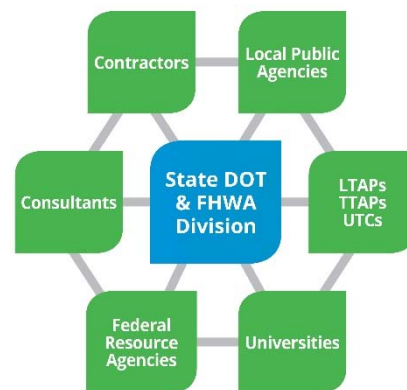 Contractors
Local Public
Agencies
Consultants
State DOT
& FHWA
Division
LTAPs
TTAPs
UTCs
Federal
Resource
Agencies
Universities